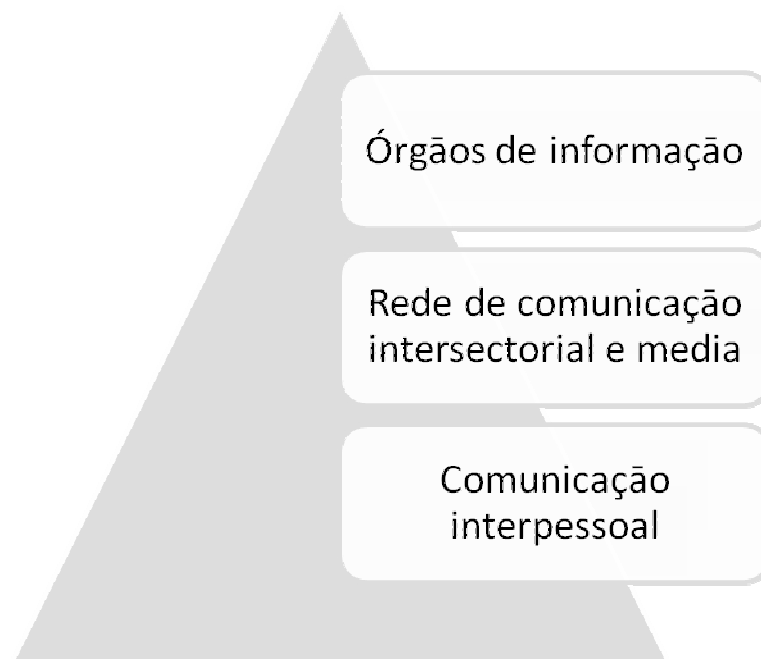 Órgãos de informação
Rede de comunicação
intersectorial e media
Comunicação
interpessoal